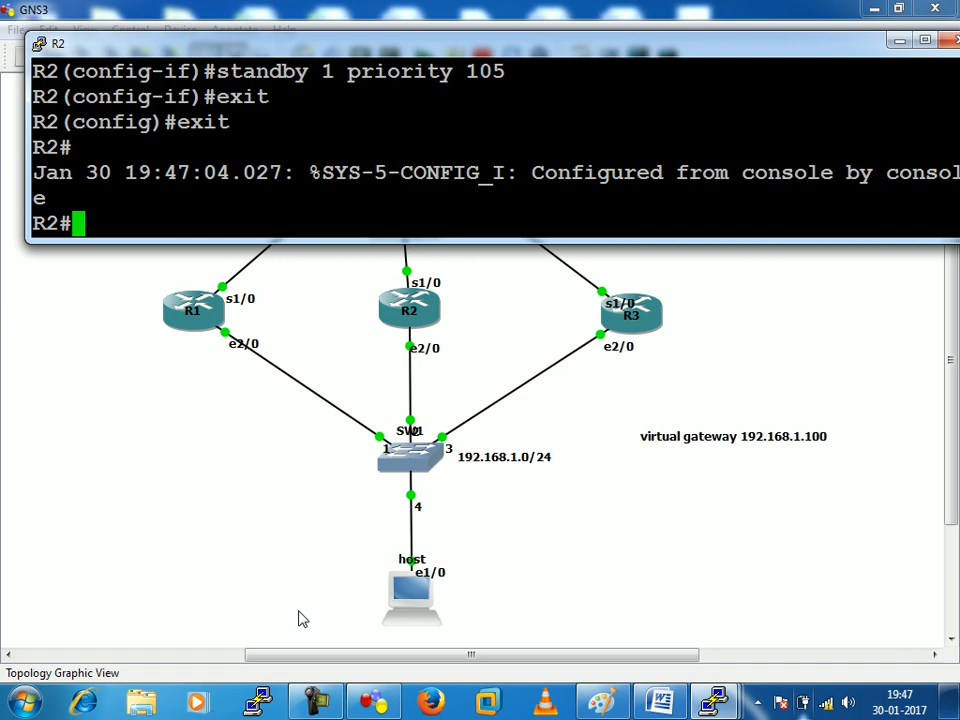 GNS3
R2
R2(config-if)#standby 1 priority 105
R2(config-if)#exit
R2(config)#exit
R2#
Jan 30 19:47:04.027: %SYS-5-CONFIG_I: Configured from console by consol
e
R2#
s1/0
s1/0
s1/0
R1
R2
R3
e2/0
e2/0
e2/0
SW1
virtual gateway 192.168.1.100
1
2
3
192.168.1.0/24
4
host
e1/0
Topology Graphic View
19:47
30-01-2017